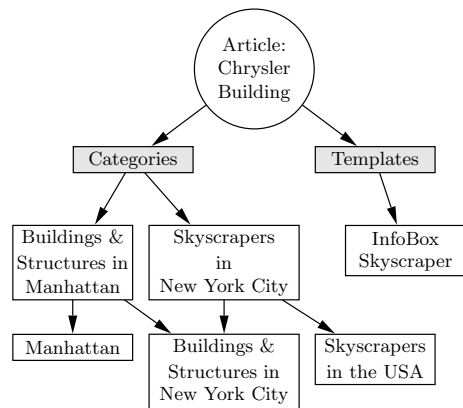 Article:
Chrysler
Building
Categories
Templates
Buildings &
Structures in
Manhattan
Skyscrapers
in
New York City
InfoBox
Skyscraper
Manhattan
Buildings &
Structures in
New York City
Skyscrapers
in the USA